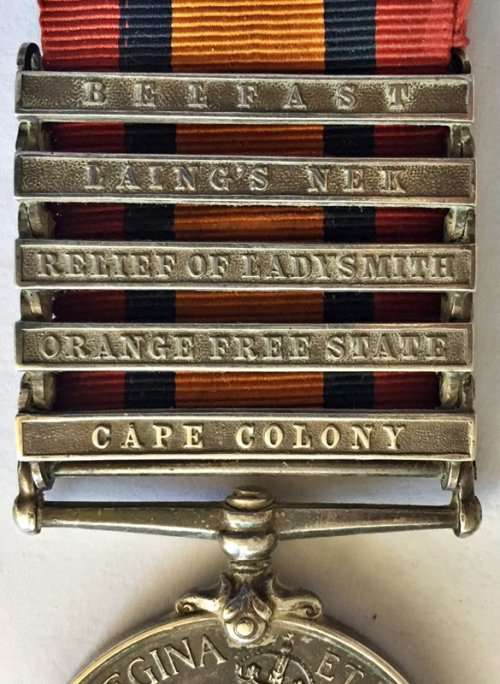 BELFAST
LAING'S NEK
RELIEF OF LADYSMITH
ORANGE FREE STATE
CAPE COLONY
REGINA ET